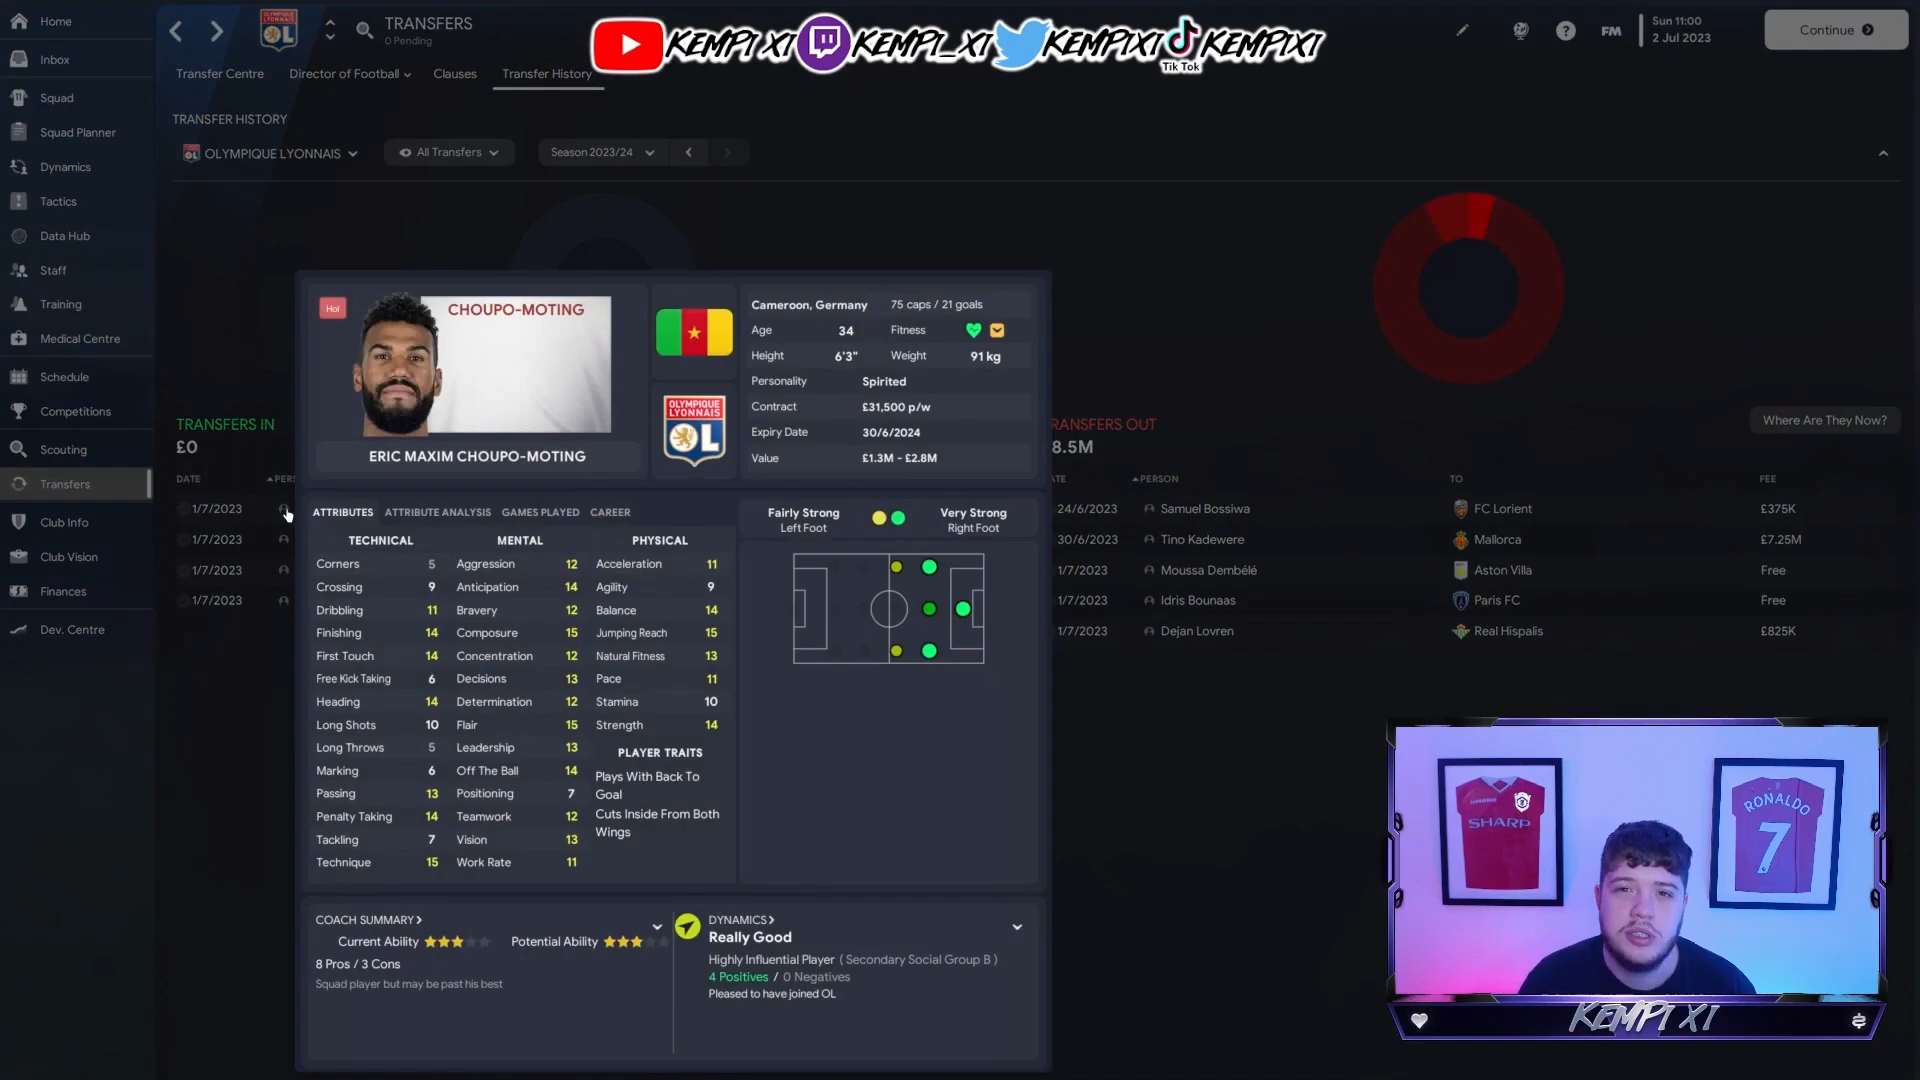 Home
Inbox
Squad
Squad Planner
Dynamics
Tactics
Data Hub
Staff
Training
Medical Centre
Schedule
Competitions
Scouting
Transfers
Club Info
Club Vision
Finances
Dev. Centre
TRANSFERS
0 Pending
KEMPI XI
KEMPI_XI
KEMPIXI
KEMPIXI
Tik Tok
FM
Sun 11:00
2 Jul 2023
Continue
Transfer Centre Director of Football Clauses Transfer History
TRANSFER HISTORY
OLYMPIQUE LYONNAIS All Transfers Season 2023/24
TRANSFERS IN
£0
DATE PERS
1/7/2023
1/7/2023
1/7/2023
1/7/2023
Hol
CHOUPO-MOTING
ERIC MAXIM CHOUPO-MOTING
OLYMPIQUE
LYONNAIS
OL
Cameroon, Germany 75 caps / 21 goals
Age 34 Fitness
Height 6'3" Weight 91 kg
Personality Spirited
Contract £31,500 p/w
Expiry Date 30/6/2024
Value £1.3M - £2.8M
ATTRIBUTES ATTRIBUTE ANALYSIS GAMES PLAYED CAREER
TECHNICAL MENTAL PHYSICAL
Corners 5 Aggression 12 Acceleration 11
Crossing 9 Anticipation 14 Agility 9
Dribbling 11 Bravery 12 Balance 14
Finishing 14 Composure 15 Jumping Reach 15
First Touch 14 Concentration 12 Natural Fitness 13
Free Kick Taking 6 Decisions 13 Pace 11
Heading 14 Determination 12 Stamina 10
Long Shots 10 Flair 15 Strength 14
Long Throws 5 Leadership 13
Marking 6 Off The Ball 14
Passing 13 Positioning 7
Penalty Taking 14 Teamwork 12
Tackling 7 Vision 13
Technique 15 Work Rate 11
PLAYER TRAITS
Plays With Back To
Goal
Cuts Inside From Both
Wings
Fairly Strong
Left Foot
Very Strong
Right Foot
COACH SUMMARY
Current Ability Potential Ability
8 Pros / 3 Cons
Squad player but may be past his best
DYNAMICS
Really Good
Highly Influential Player ( Secondary Social Group B )
4 Positives / 0 Negatives
Pleased to have joined OL
RANSFERS OUT
8.5M
Where Are They Now?
ATE PERSON TO FEE
24/6/2023 Samuel Bossiwa FC Lorient £375K
30/6/2023 Tino Kadewere Mallorca £7.25M
1/7/2023 Moussa Dembélé Aston Villa Free
1/7/2023 Idris Bounaas Paris FC Free
1/7/2023 Dejan Lovren Real Hispalis £825K
UMBRO
SHARP
RONALDO
7
KEMPI XI